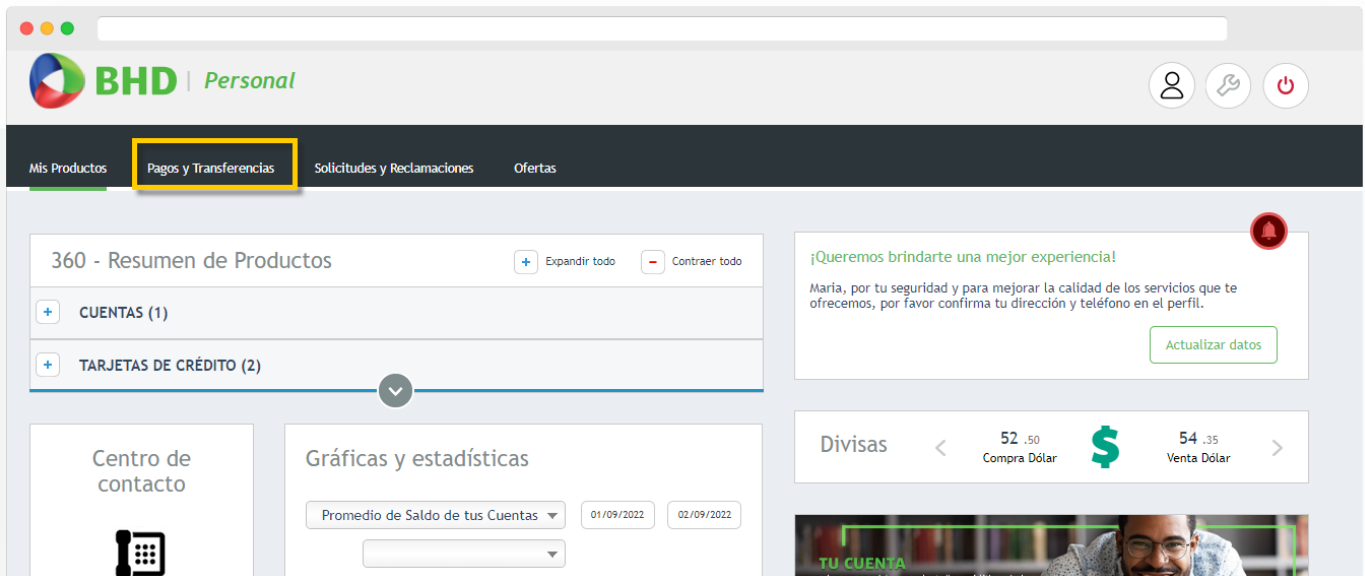 BHD Personal
Mis Productos
Pagos y Transferencias
Solicitudes y Reclamaciones
Ofertas
360 - Resumen de Productos
Expandir todo
Contraer todo
CUENTAS (1)
TARJETAS DE CRÉDITO (2)
¡Queremos brindarte una mejor experiencia!
Maria, por tu seguridad y para mejorar la calidad de los servicios que te
ofrecemos, por favor confirma tu dirección y teléfono en el perfil.
Actualizar datos
Centro de
contacto
Gráficas y estadísticas
Promedio de Saldo de tus Cuentas
01/09/2022
02/09/2022
Divisas
52 .50
Compra Dólar
$
54 .35
Venta Dólar
TU CUENTA